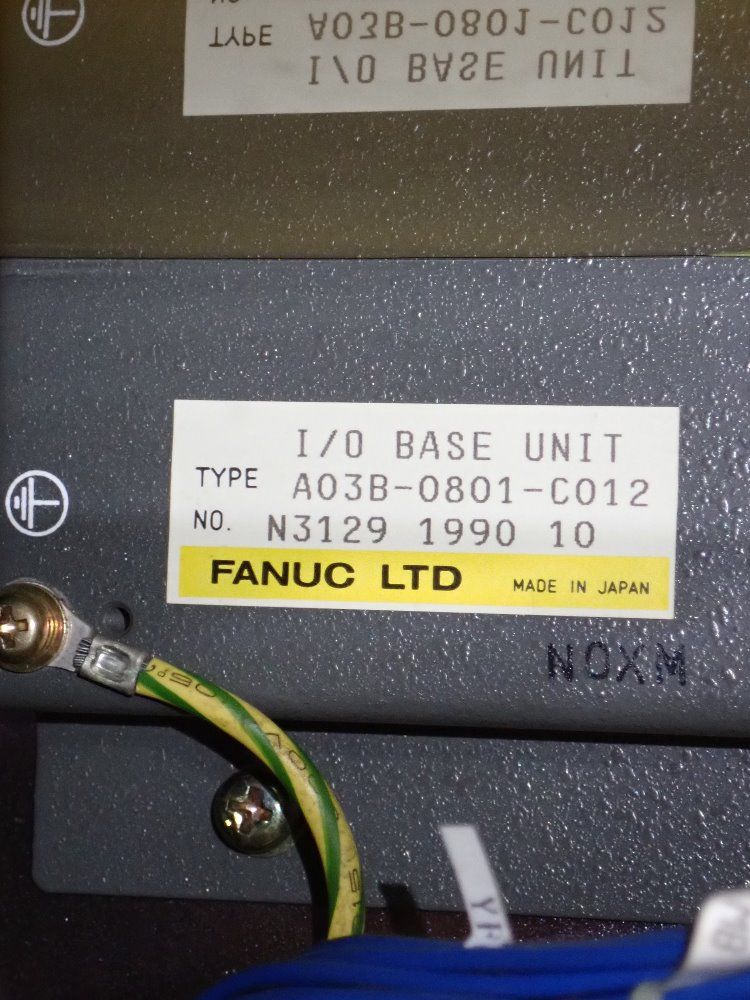 TYPE A03B-0801-C012
I/O BASE UNIT
I/O BASE UNIT
TYPE A03B-0801-C012
NO. N3129 1990 10
FANUC LTD MADE IN JAPAN
NOXM